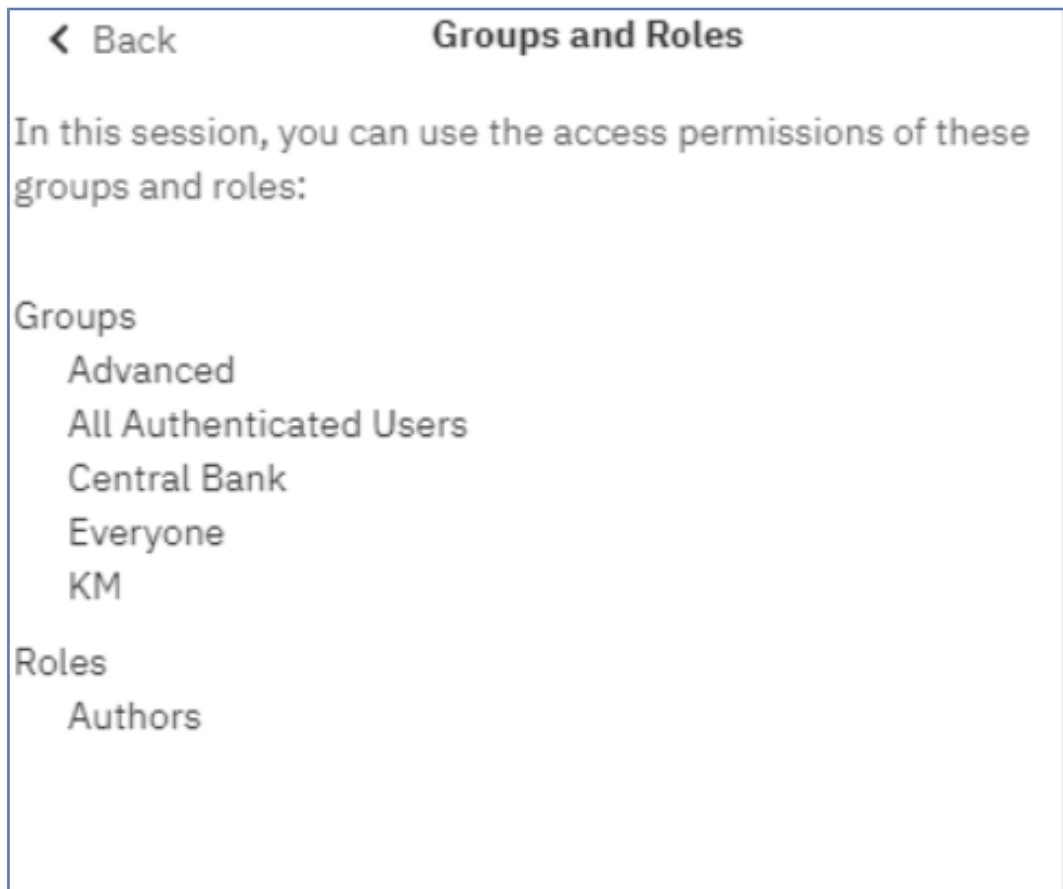 Back
Groups and Roles
In this session, you can use the access permissions of these
groups and roles:
Groups
Advanced
All Authenticated Users
Central Bank
Everyone
KM
Roles
Authors